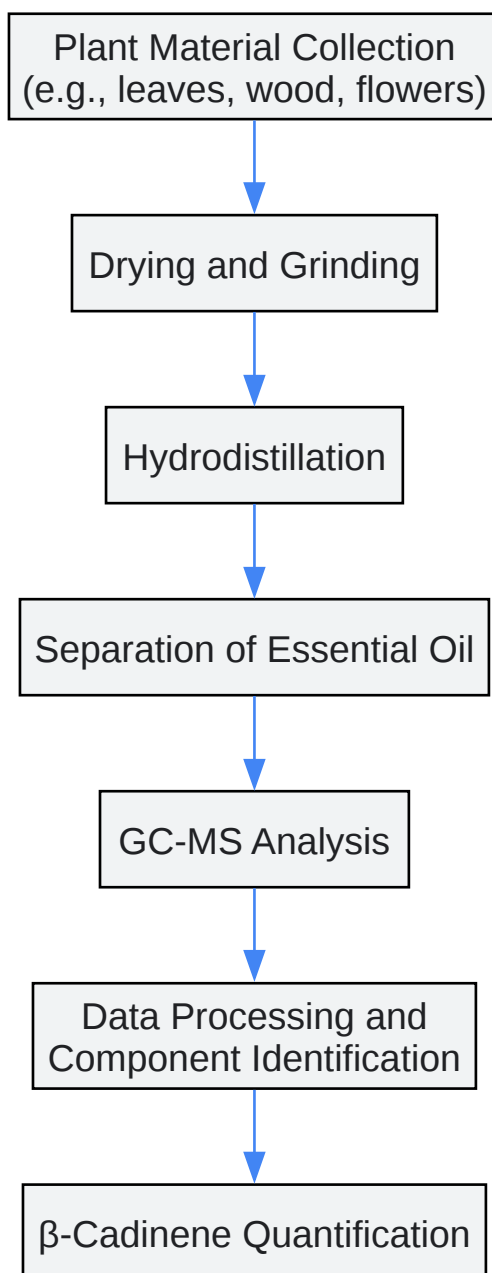 Plant Material Collection
(e.g., leaves, wood, flowers)
Drying and Grinding
Hydrodistillation
Separation of Essential Oil
GC-MS Analysis
Data Processing and
Component Identification
β-Cadinene Quantification